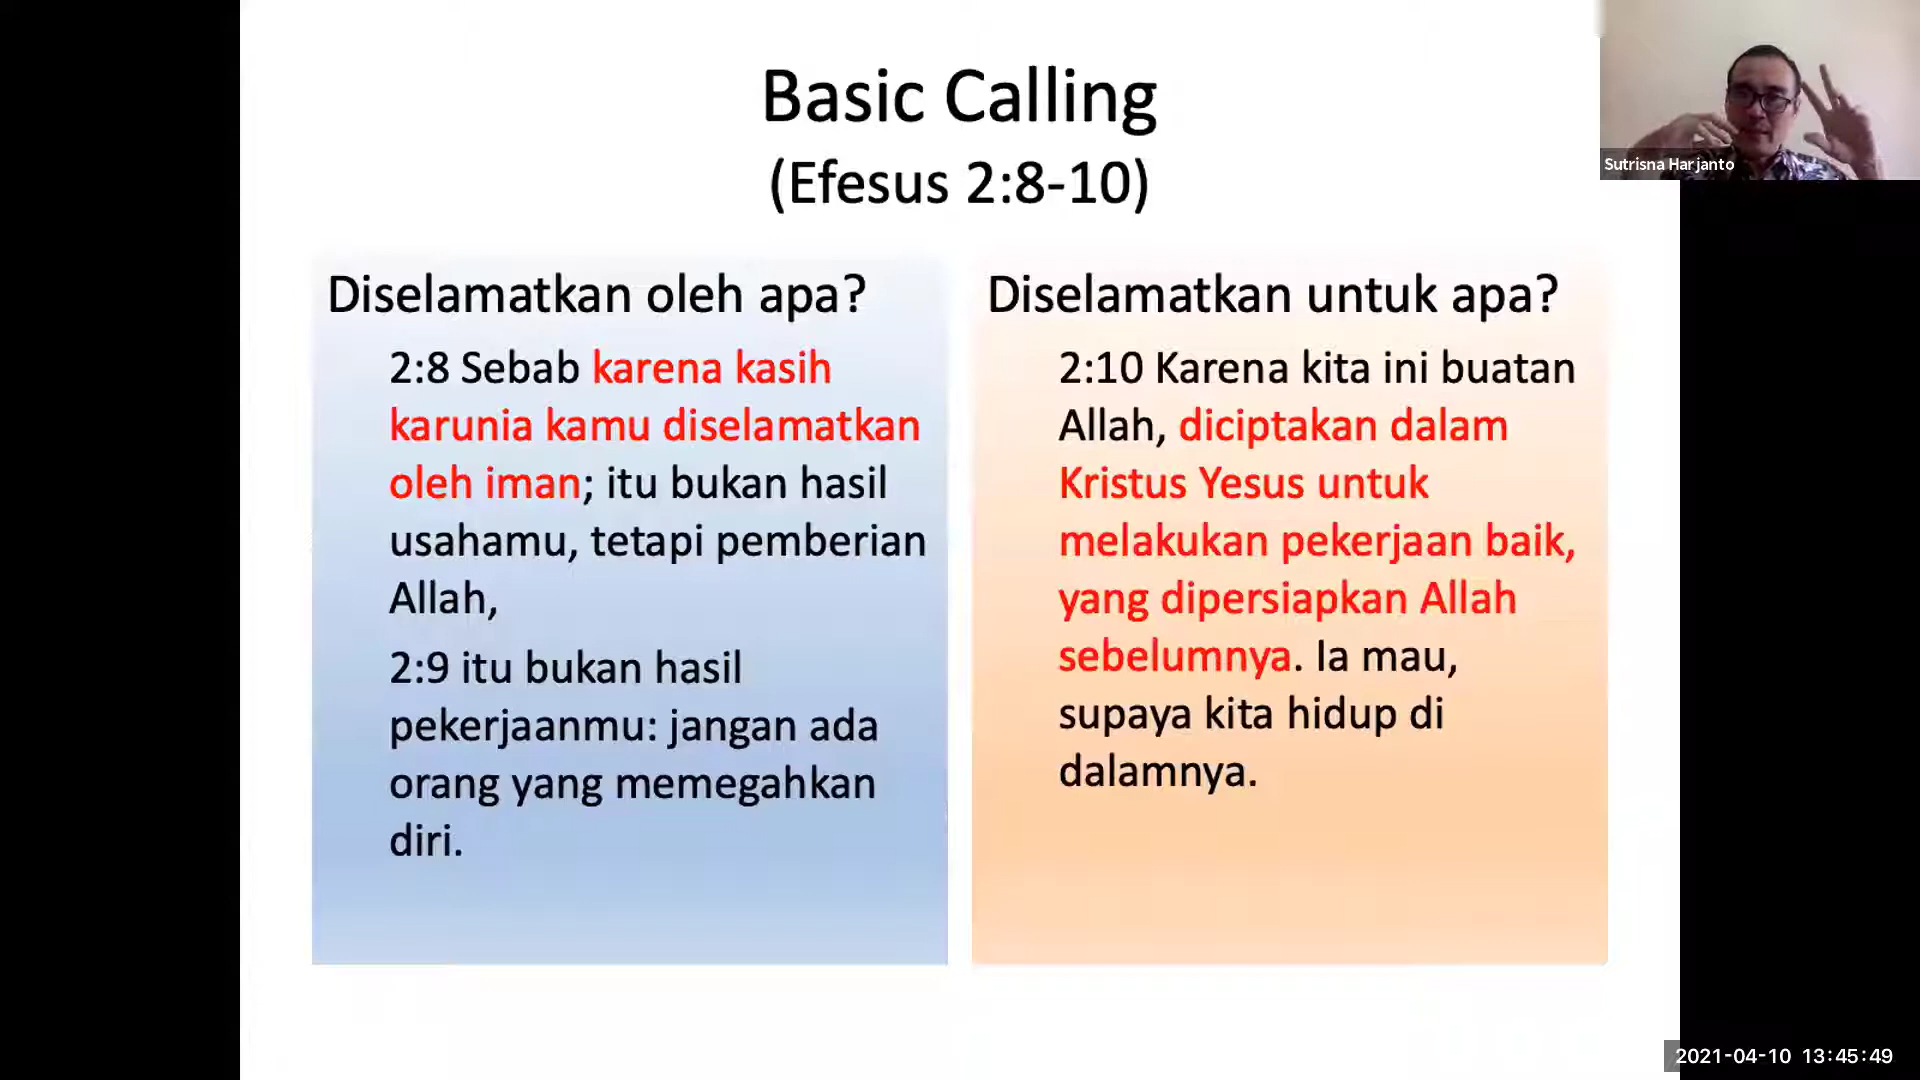 Basic Calling
(Efesus 2:8-10)
Sutrisna Harjanto
Diselamatkan oleh apa?
2:8 Sebab karena kasih
karunia kamu diselamatkan
oleh iman; itu bukan hasil
usahamu, tetapi pemberian
Allah,
2:9 itu bukan hasil
pekerjaanmu: jangan ada
orang yang memegahkan
diri.
Diselamatkan untuk apa?
2:10 Karena kita ini buatan
Allah, diciptakan dalam
Kristus Yesus untuk
melakukan pekerjaan baik,
yang dipersiapkan Allah
sebelumnya. Ia mau,
supaya kita hidup di
dalamnya.
2021-04-10 13:45:49